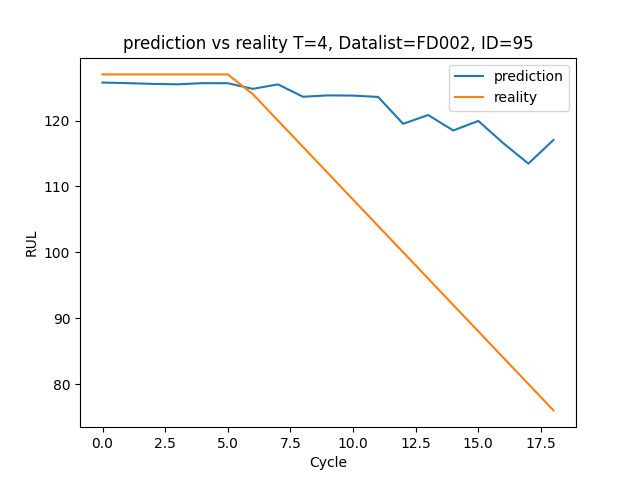 prediction vs reality T=4, Datalist=FD002, ID=95
prediction
reality
RUL
120
110
100
90
80
0.0 2.5 5.0 7.5 10.0 12.5 15.0 17.5
Cycle